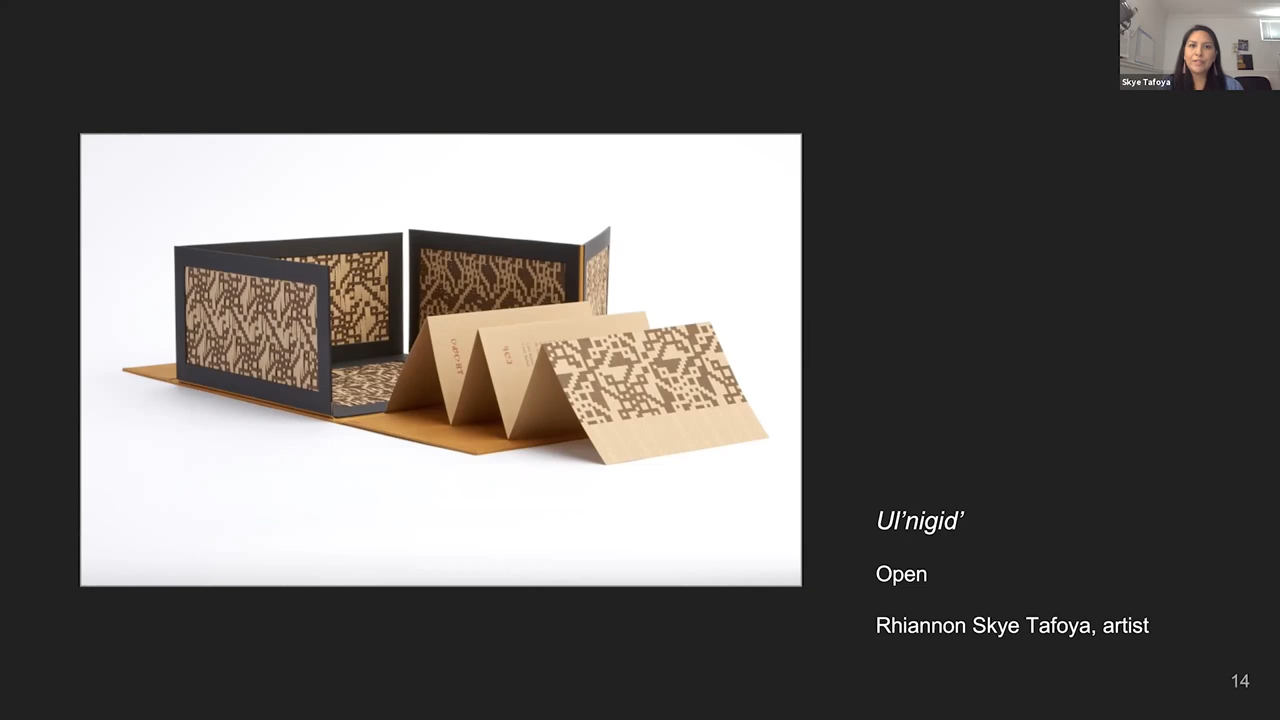 Skye Tafoya
Ul’nigid’
Open
Rhiannon Skye Tafoya, artist
14